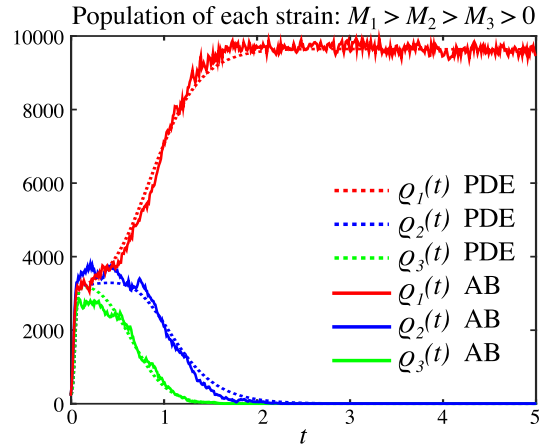 Population of each strain: M₁ > M₂ > M₃ > 0
10000
8000
6000
4000
2000
0
0 1 2 3 4 5
t
ϱ₁(t) PDE
ϱ₂(t) PDE
ϱ₃(t) PDE
ϱ₁(t) AB
ϱ₂(t) AB
ϱ₃(t) AB